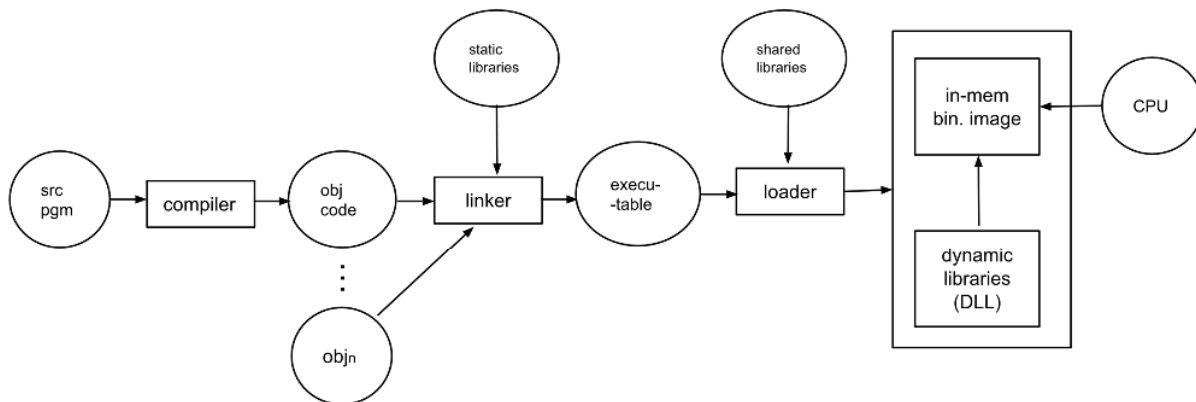 static
libraries
shared
libraries
in-mem
bin. image
CPU
src
pgm
compiler
obj
code
linker
execu-
-table
loader
dynamic
libraries
(DLL)
objn